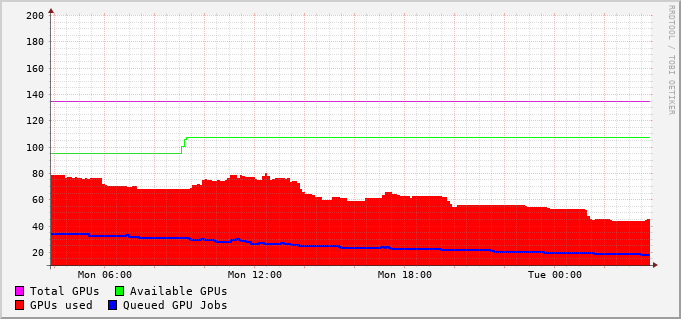 200
180
160
140
120
100
80
60
40
20
Mon 06:00 Mon 12:00 Mon 18:00 Tue 00:00
Total GPUs Available GPUs
GPUs used Queued GPU Jobs
RRDTOOL / TOBI OETIKER